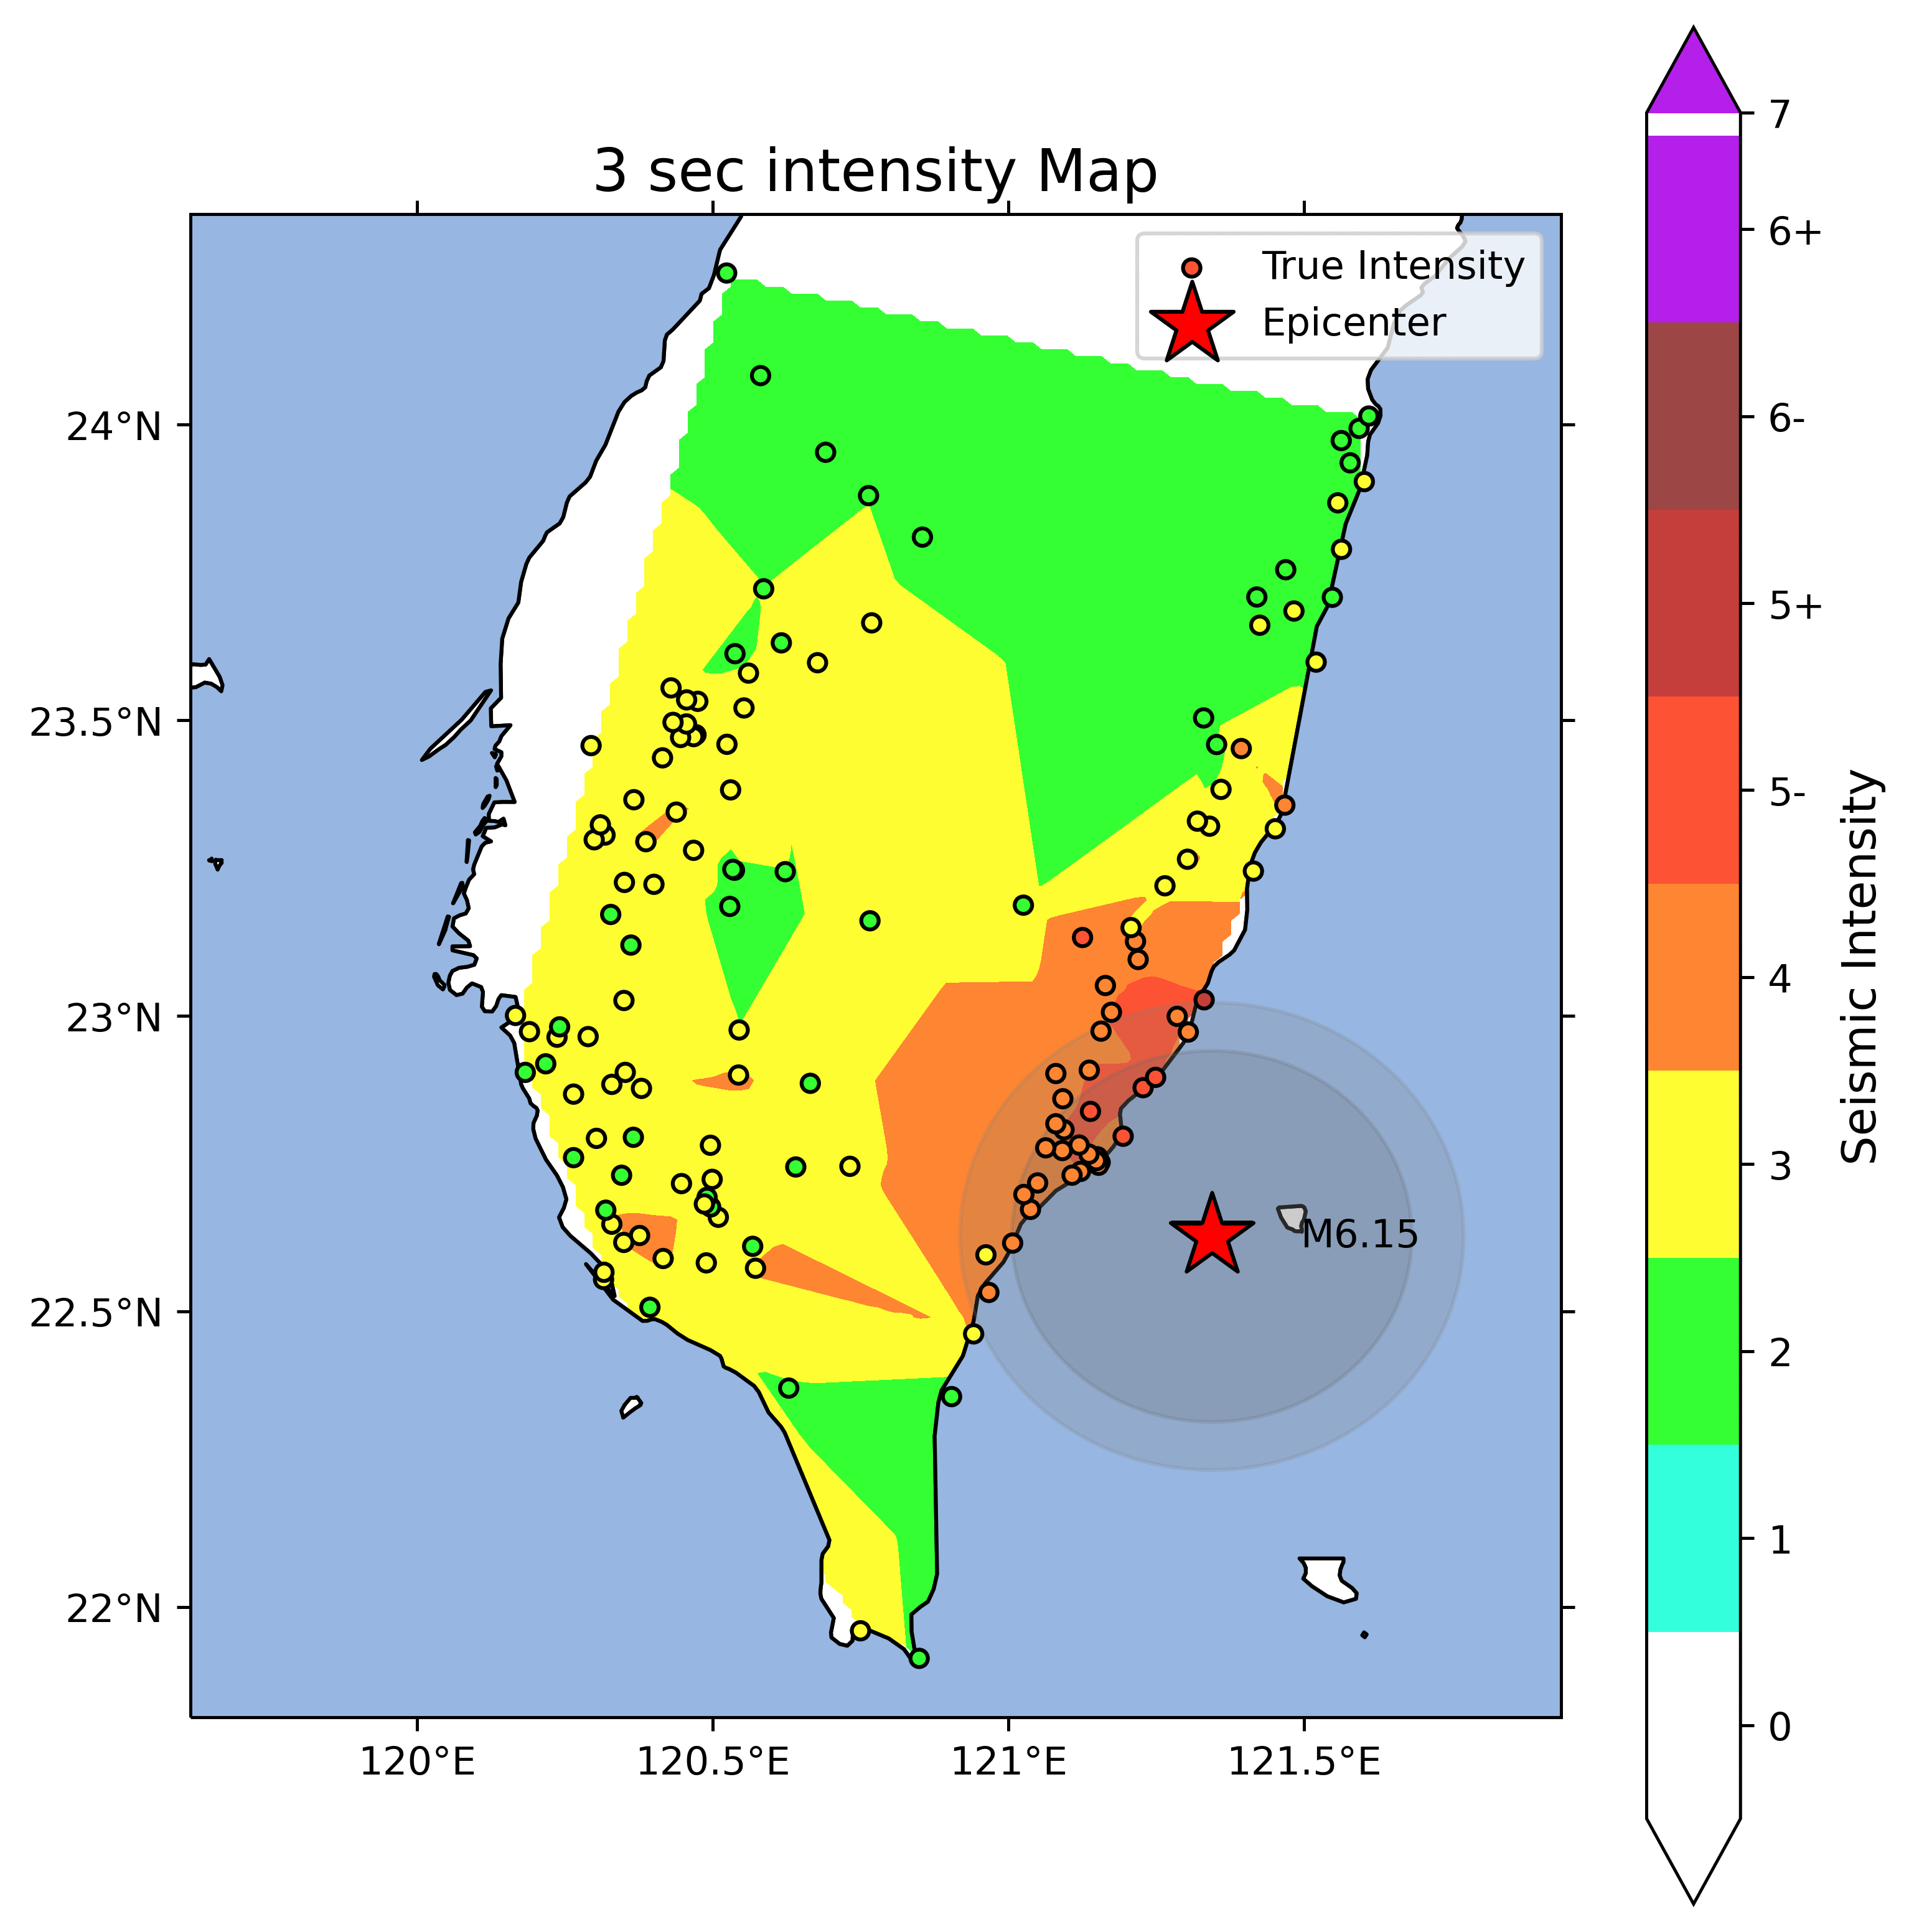 3 sec intensity Map
True Intensity
Epicenter
24°N
23.5°N
23°N
22.5°N
22°N
120°E
120.5°E
121°E
121.5°E
M6.15
7
6+
6-
5+
5-
4
3
2
1
0
Seismic Intensity